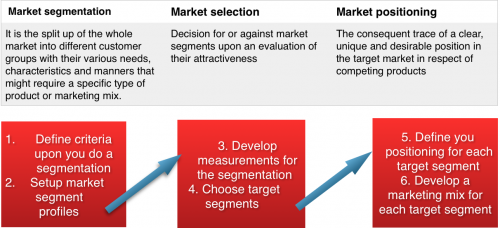 Market segmentation
It is the split up of the whole
market into different customer
groups with their various needs,
characteristics and manners that
might require a specific type of
product or marketing mix.
Market selection
Decision for or against market
segments upon an evaluation of
their attractiveness
Market positioning
The consequent trace of a clear,
unique and desirable position in
the target market in respect of
competing products
1. Define criteria
upon you do a
segmentation
2. Setup market
segment
profiles
3. Develop
measurements for
the segmentation
4. Choose target
segments
5. Define you
positioning for each
target segment
6. Develop a
marketing mix for
each target segment